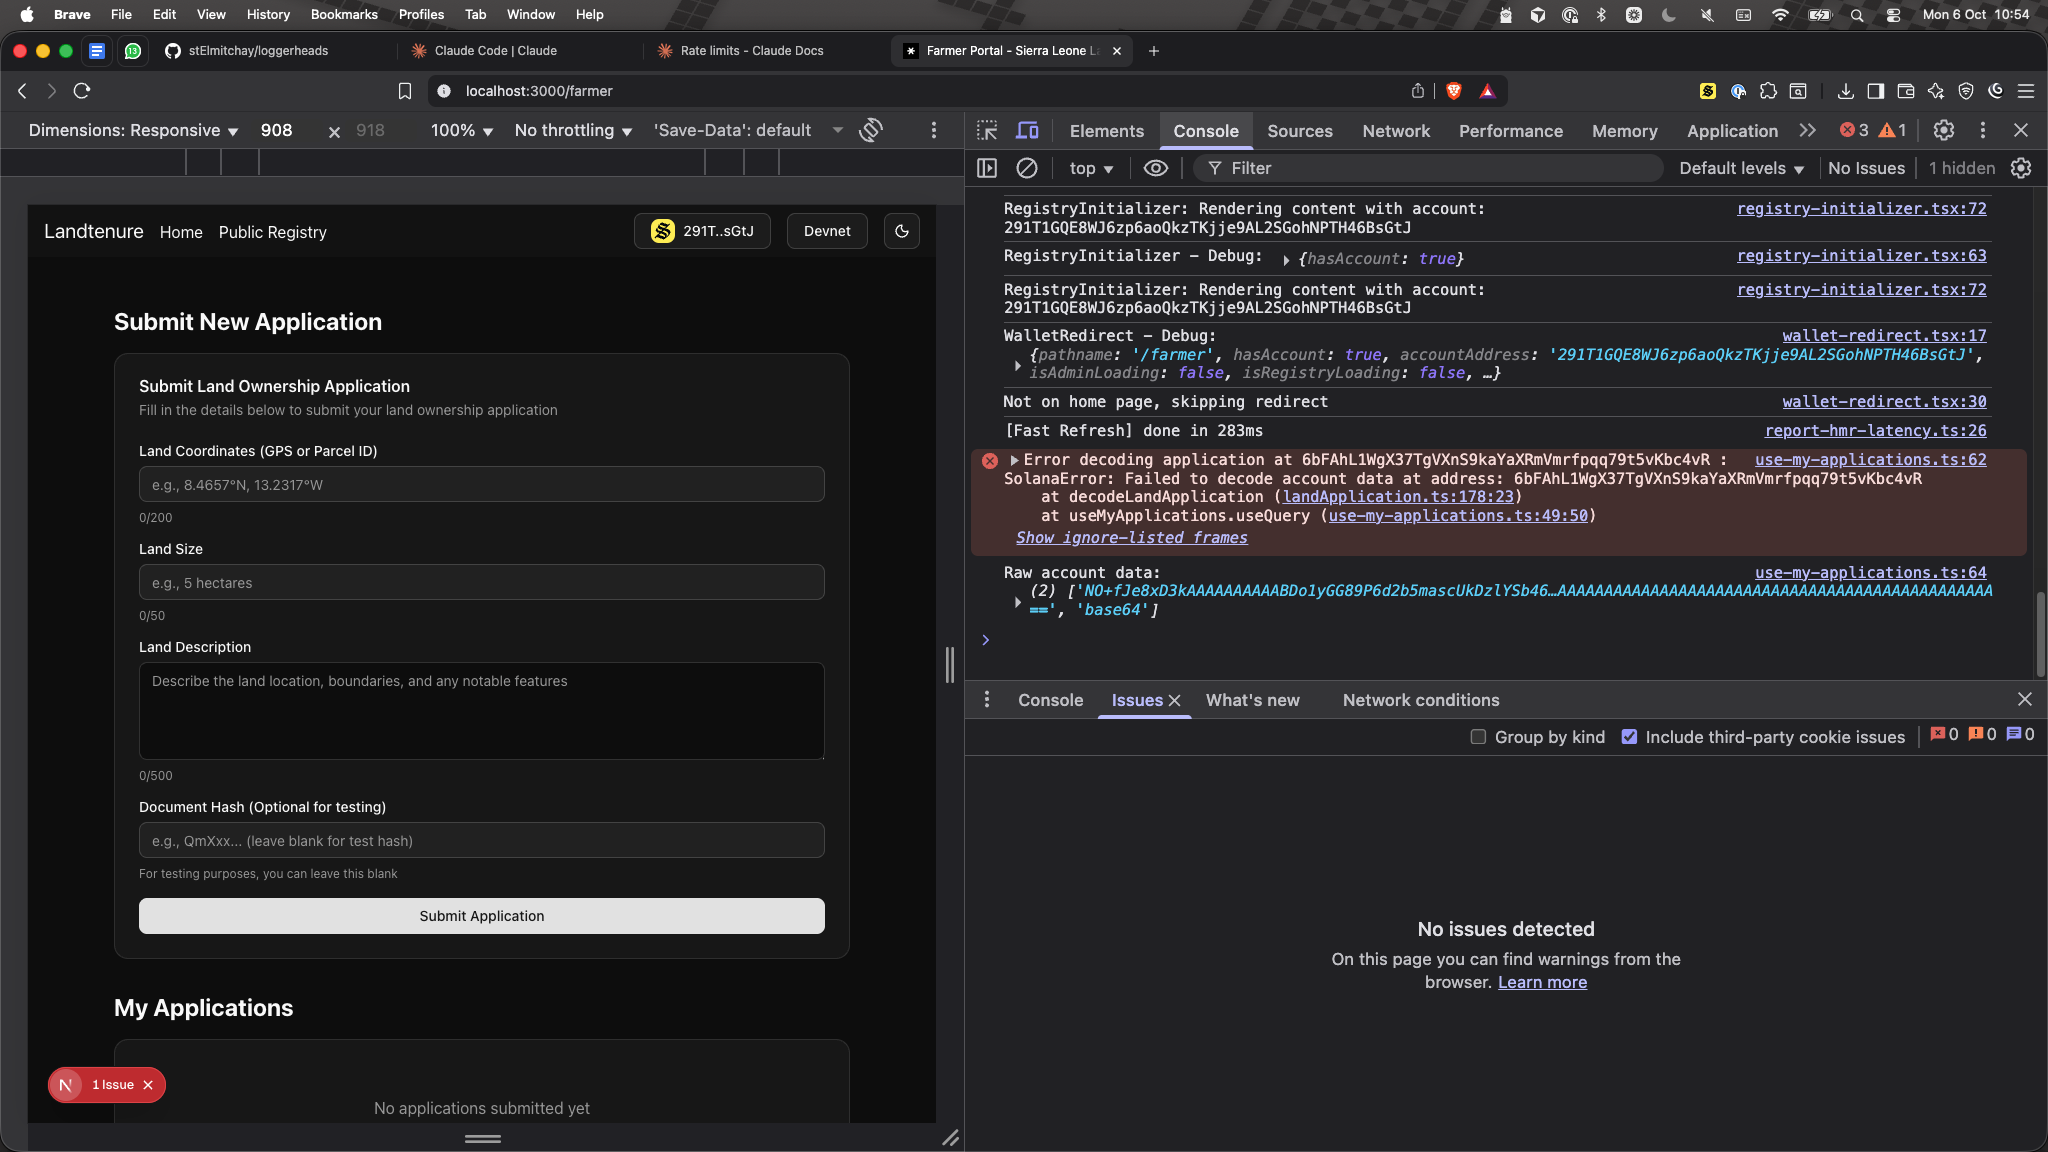 Brave File Edit View History Bookmarks Profiles Tab Window Help Mon 6 Oct 10:54
13 stElmitchay/loggerheads Claude Code | Claude Rate limits - Claude Docs Farmer Portal - Sierra Leone L
localhost:3000/farmer
Dimensions: Responsive 908 × 918 100% No throttling 'Save-Data': default
Elements Console Sources Network Performance Memory Application 3 1
top Filter Default levels No Issues 1 hidden
Landtenure Home Public Registry 291T..sGtJ Devnet
Submit New Application
Submit Land Ownership Application
Fill in the details below to submit your land ownership application
Land Coordinates (GPS or Parcel ID)
e.g., 8.4657°N, 13.2317°W
0/200
Land Size
e.g., 5 hectares
0/50
Land Description
Describe the land location, boundaries, and any notable features
0/500
Document Hash (Optional for testing)
e.g., QmXxx... (leave blank for test hash)
For testing purposes, you can leave this blank
Submit Application
My Applications
No applications submitted yet
N 1 Issue
RegistryInitializer: Rendering content with account: registry-initializer.tsx:72
291T1GQE8WJ6zp6aoQkzTKjje9AL2SGohNPTH46BsGtJ
RegistryInitializer – Debug: {hasAccount: true} registry-initializer.tsx:63
RegistryInitializer: Rendering content with account: registry-initializer.tsx:72
291T1GQE8WJ6zp6aoQkzTKjje9AL2SGohNPTH46BsGtJ
WalletRedirect – Debug: wallet-redirect.tsx:17
{pathname: '/farmer', hasAccount: true, accountAddress: '291T1GQE8WJ6zp6aoQkzTKjje9AL2SGohNPTH46BsGtJ',
isAdminLoading: false, isRegistryLoading: false, …}
Not on home page, skipping redirect wallet-redirect.tsx:30
[Fast Refresh] done in 283ms report-hmr-latency.ts:26
Error decoding application at 6bFAhL1WgX37TgVXnS9kaYaXRmVmrfpqq79t5vKbc4vR : use-my-applications.ts:62
SolanaError: Failed to decode account data at address: 6bFAhL1WgX37TgVXnS9kaYaXRmVmrfpqq79t5vKbc4vR
at decodeLandApplication (landApplication.ts:178:23)
at useMyApplications.useQuery (use-my-applications.ts:49:50)
Show ignore-listed frames
Raw account data: use-my-applications.ts:64
(2) ['NO+fJe8xD3kAAAAAAAAAABDo1yGG89P6d2b5mascUkDzlYSb46…AAAAAAAAAAAAAAAAAAAAAAAAAAAAAAAAAAAAAAAAAAAAAA
==', 'base64']
Console Issues What's new Network conditions
Group by kind Include third-party cookie issues 0 0 0
No issues detected
On this page you can find warnings from the
browser. Learn more